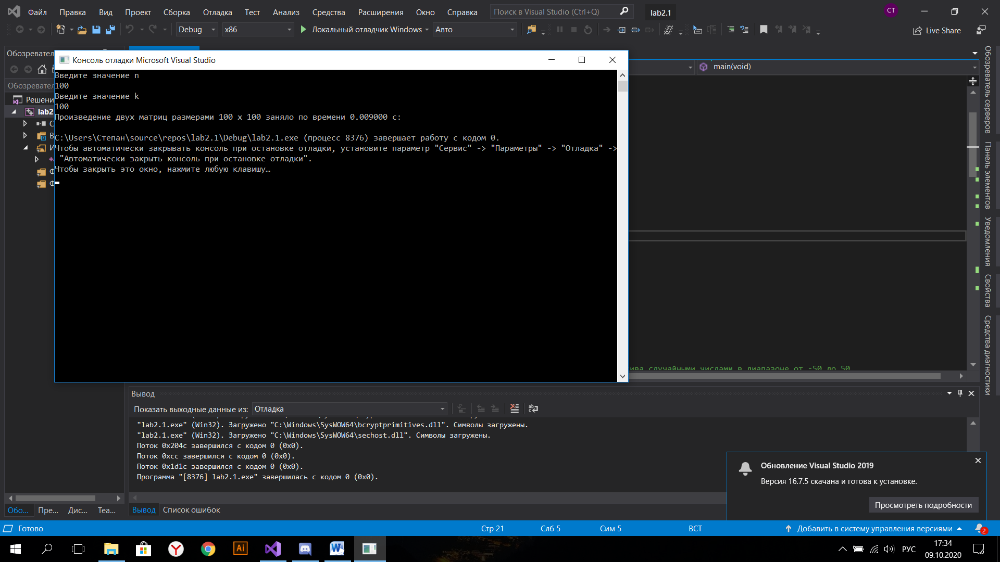 Файл Правка Вид Проект Сборка Отладка Тест Анализ Средства Расширения Окно Справка Поиск в Visual Studio (Ctrl+Q) lab2.1 СТ
Debug x86 Локальный отладчик Windows Авто Live Share
Обозревател
Консоль отладки Microsoft Visual Studio
main(void)
Обозревател
Решени
lab2.
Введите значение n
100
Введите значение k
100
Произведение двух матриц размерами 100 x 100 заняло по времени 0.009000 с:
C:\Users\Степан\source\repos\lab2.1\Debug\lab2.1.exe (процесс 8376) завершает работу с кодом 0.
Чтобы автоматически закрывать консоль при остановке отладки, установите параметр "Сервис" -> "Параметры" -> "Отладка" ->
"Автоматически закрыть консоль при остановке отладки".
Чтобы закрыть это окно, нажмите любую клавишу…
Обозреватель серверов
Панель элементов
Уведомления
Свойства
Средства диагностики
ива случайными числами в диапазоне от -50 до 50
Вывод
Показать выходные данные из: Отладка
"lab2.1.exe" (Win32). Загружено "C:\Windows\SysWOW64\bcryptprimitives.dll". Символы загружены.
"lab2.1.exe" (Win32). Загружено "C:\Windows\SysWOW64\sechost.dll". Символы загружены.
Поток 0x204c завершился с кодом 0 (0x0).
Поток 0xcc завершился с кодом 0 (0x0).
Поток 0x1d1c завершился с кодом 0 (0x0).
Программа "[8376] lab2.1.exe" завершилась с кодом 0 (0x0).
Обновление Visual Studio 2019
Версия 16.7.5 скачана и готова к установке.
Просмотреть подробности
Обо... Пре... Дис... Tea...
Вывод Список ошибок
Готово Стр 21 Слб 5 Сим 5 ВСТ Добавить в систему управления версиями 2
РУС
17:34
09.10.2020